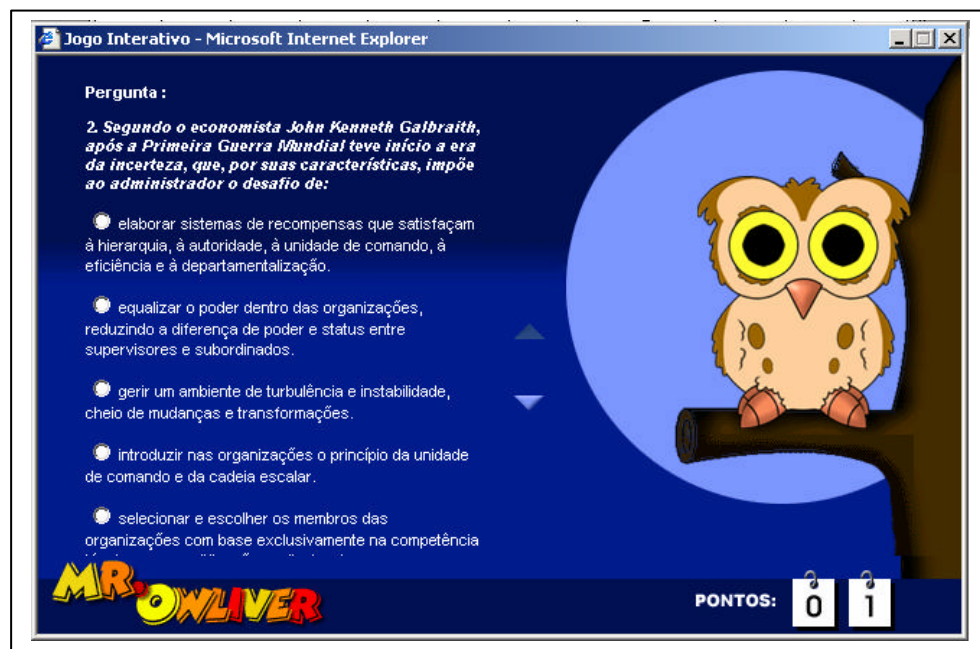 Jogo Interativo - Microsoft Internet Explorer
Pergunta :
2. Segundo o economista John Kenneth Galbraith,
após a Primeira Guerra Mundial teve início a era
da incerteza, que, por suas características, impõe
ao administrador o desafio de:
elaborar sistemas de recompensas que satisfaçam
à hierarquia, à autoridade, à unidade de comando, à
eficiência e à departamentalização.
equalizar o poder dentro das organizações,
reduzindo a diferença de poder e status entre
supervisores e subordinados.
gerir um ambiente de turbulência e instabilidade,
cheio de mudanças e transformações.
introduzir nas organizações o princípio da unidade
de comando e da cadeia escalar.
selecionar e escolher os membros das
organizações com base exclusivamente na competência
MR. OWLIVER
PONTOS: 0 1